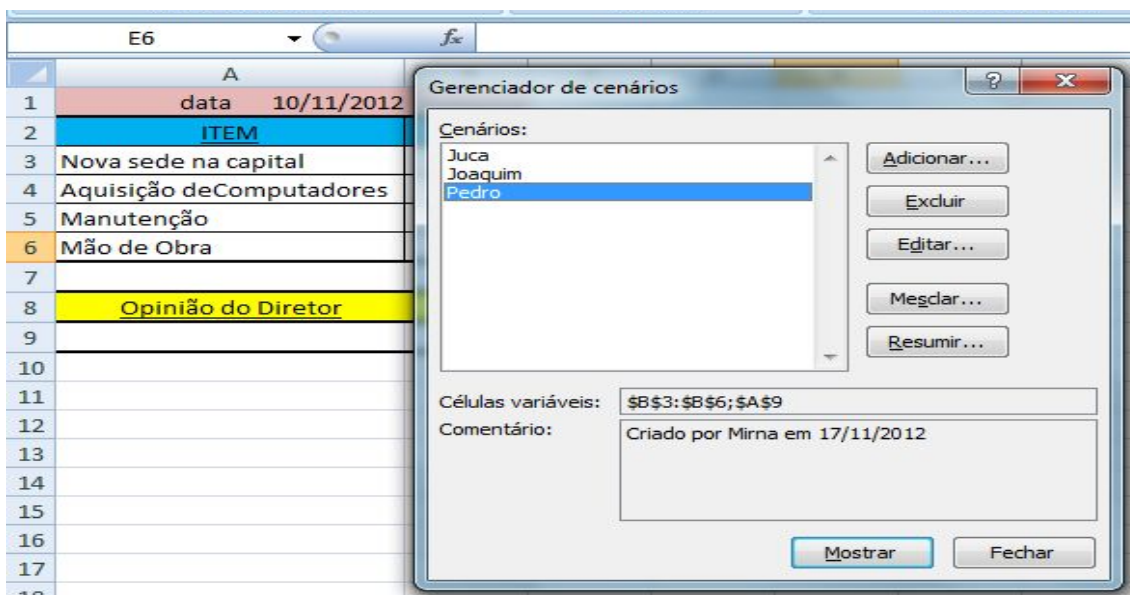 E6 fx
A
1 data 10/11/2012
2 ITEM
3 Nova sede na capital
4 Aquisição deComputadores
5 Manutenção
6 Mão de Obra
7
8 Opinião do Diretor
9
10
11
12
13
14
15
16
17
Gerenciador de cenários
Cenários:
Juca
Joaquim
Pedro
Adicionar...
Excluir
Editar...
Mesclar...
Resumir...
Células variáveis: $B$3:$B$6;$A$9
Comentário: Criado por Mirna em 17/11/2012
Mostrar Fechar